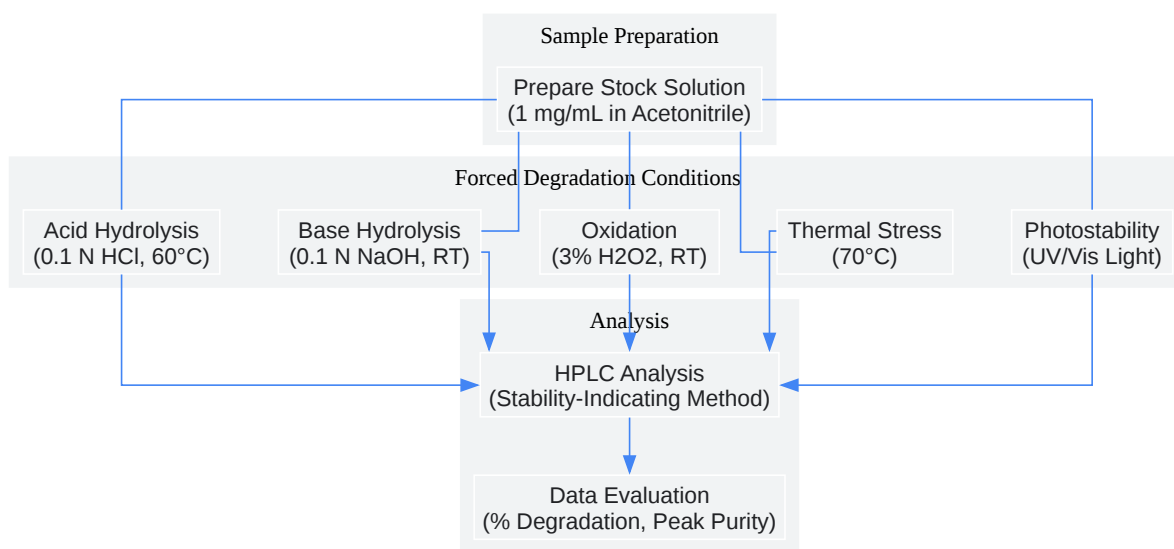 Sample Preparation
Prepare Stock Solution
(1 mg/mL in Acetonitrile)
Forced Degradation Conditions
Acid Hydrolysis
(0.1 N HCl, 60°C)
Base Hydrolysis
(0.1 N NaOH, RT)
Oxidation
(3% H2O2, RT)
Thermal Stress
(70°C)
Photostability
(UV/Vis Light)
Analysis
HPLC Analysis
(Stability-Indicating Method)
Data Evaluation
(% Degradation, Peak Purity)